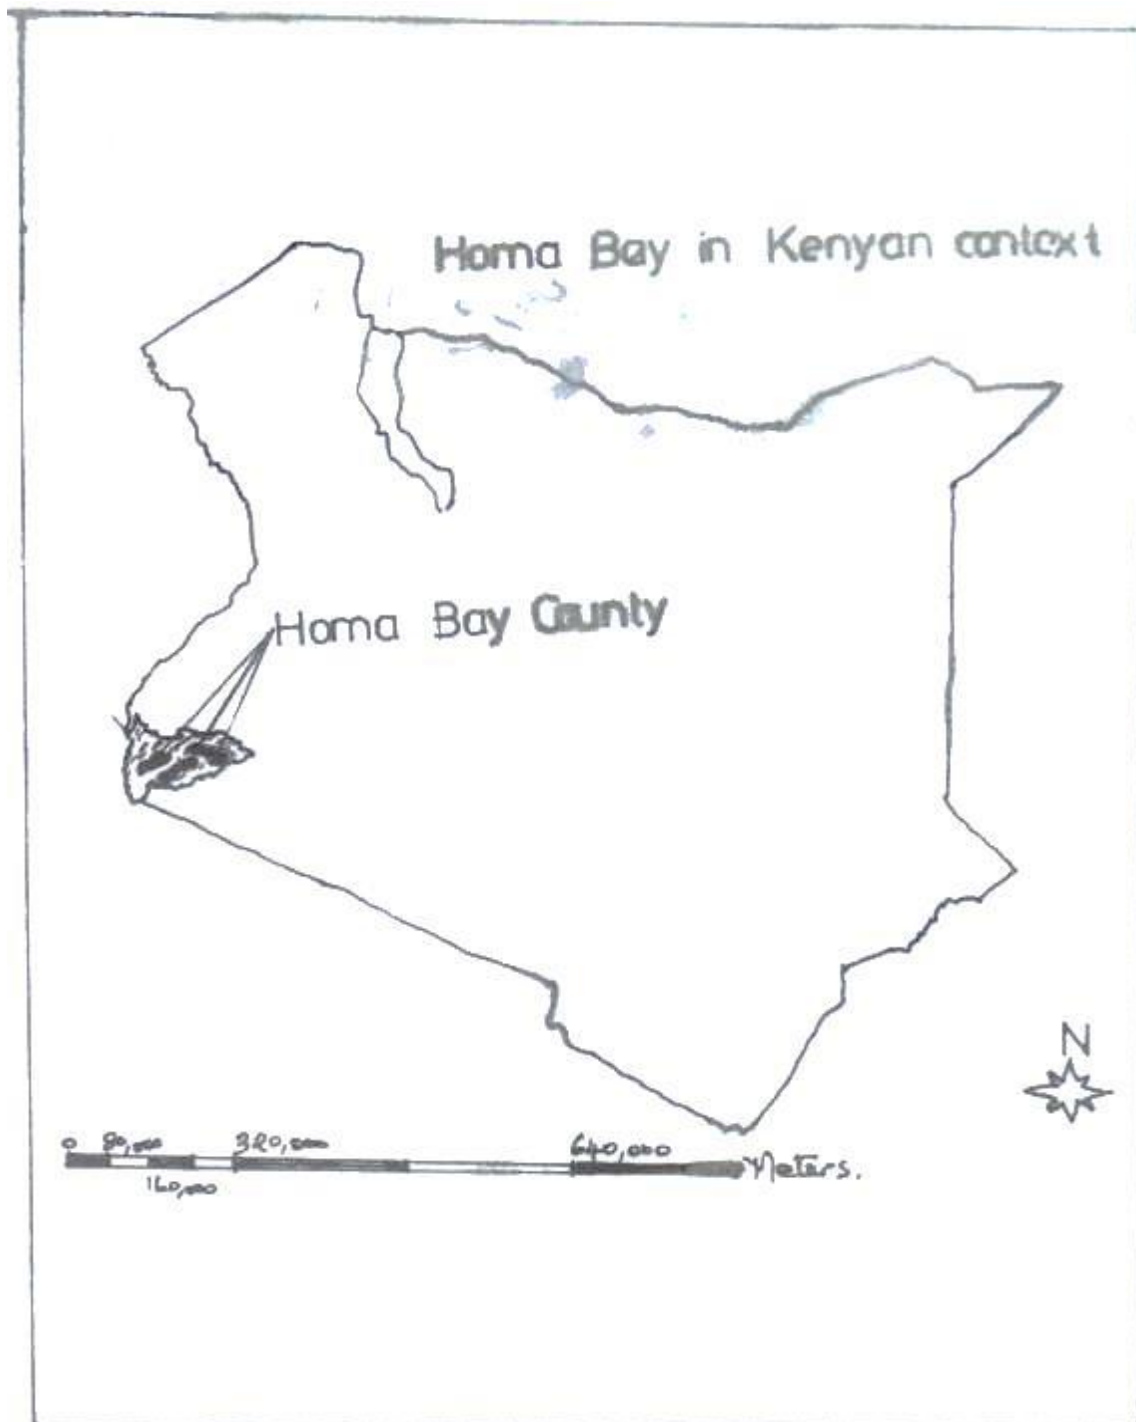 Homa Bay in Kenyan context
Homa Bay County
N
0 80,000 320,000 640,000
Meters.
160,000